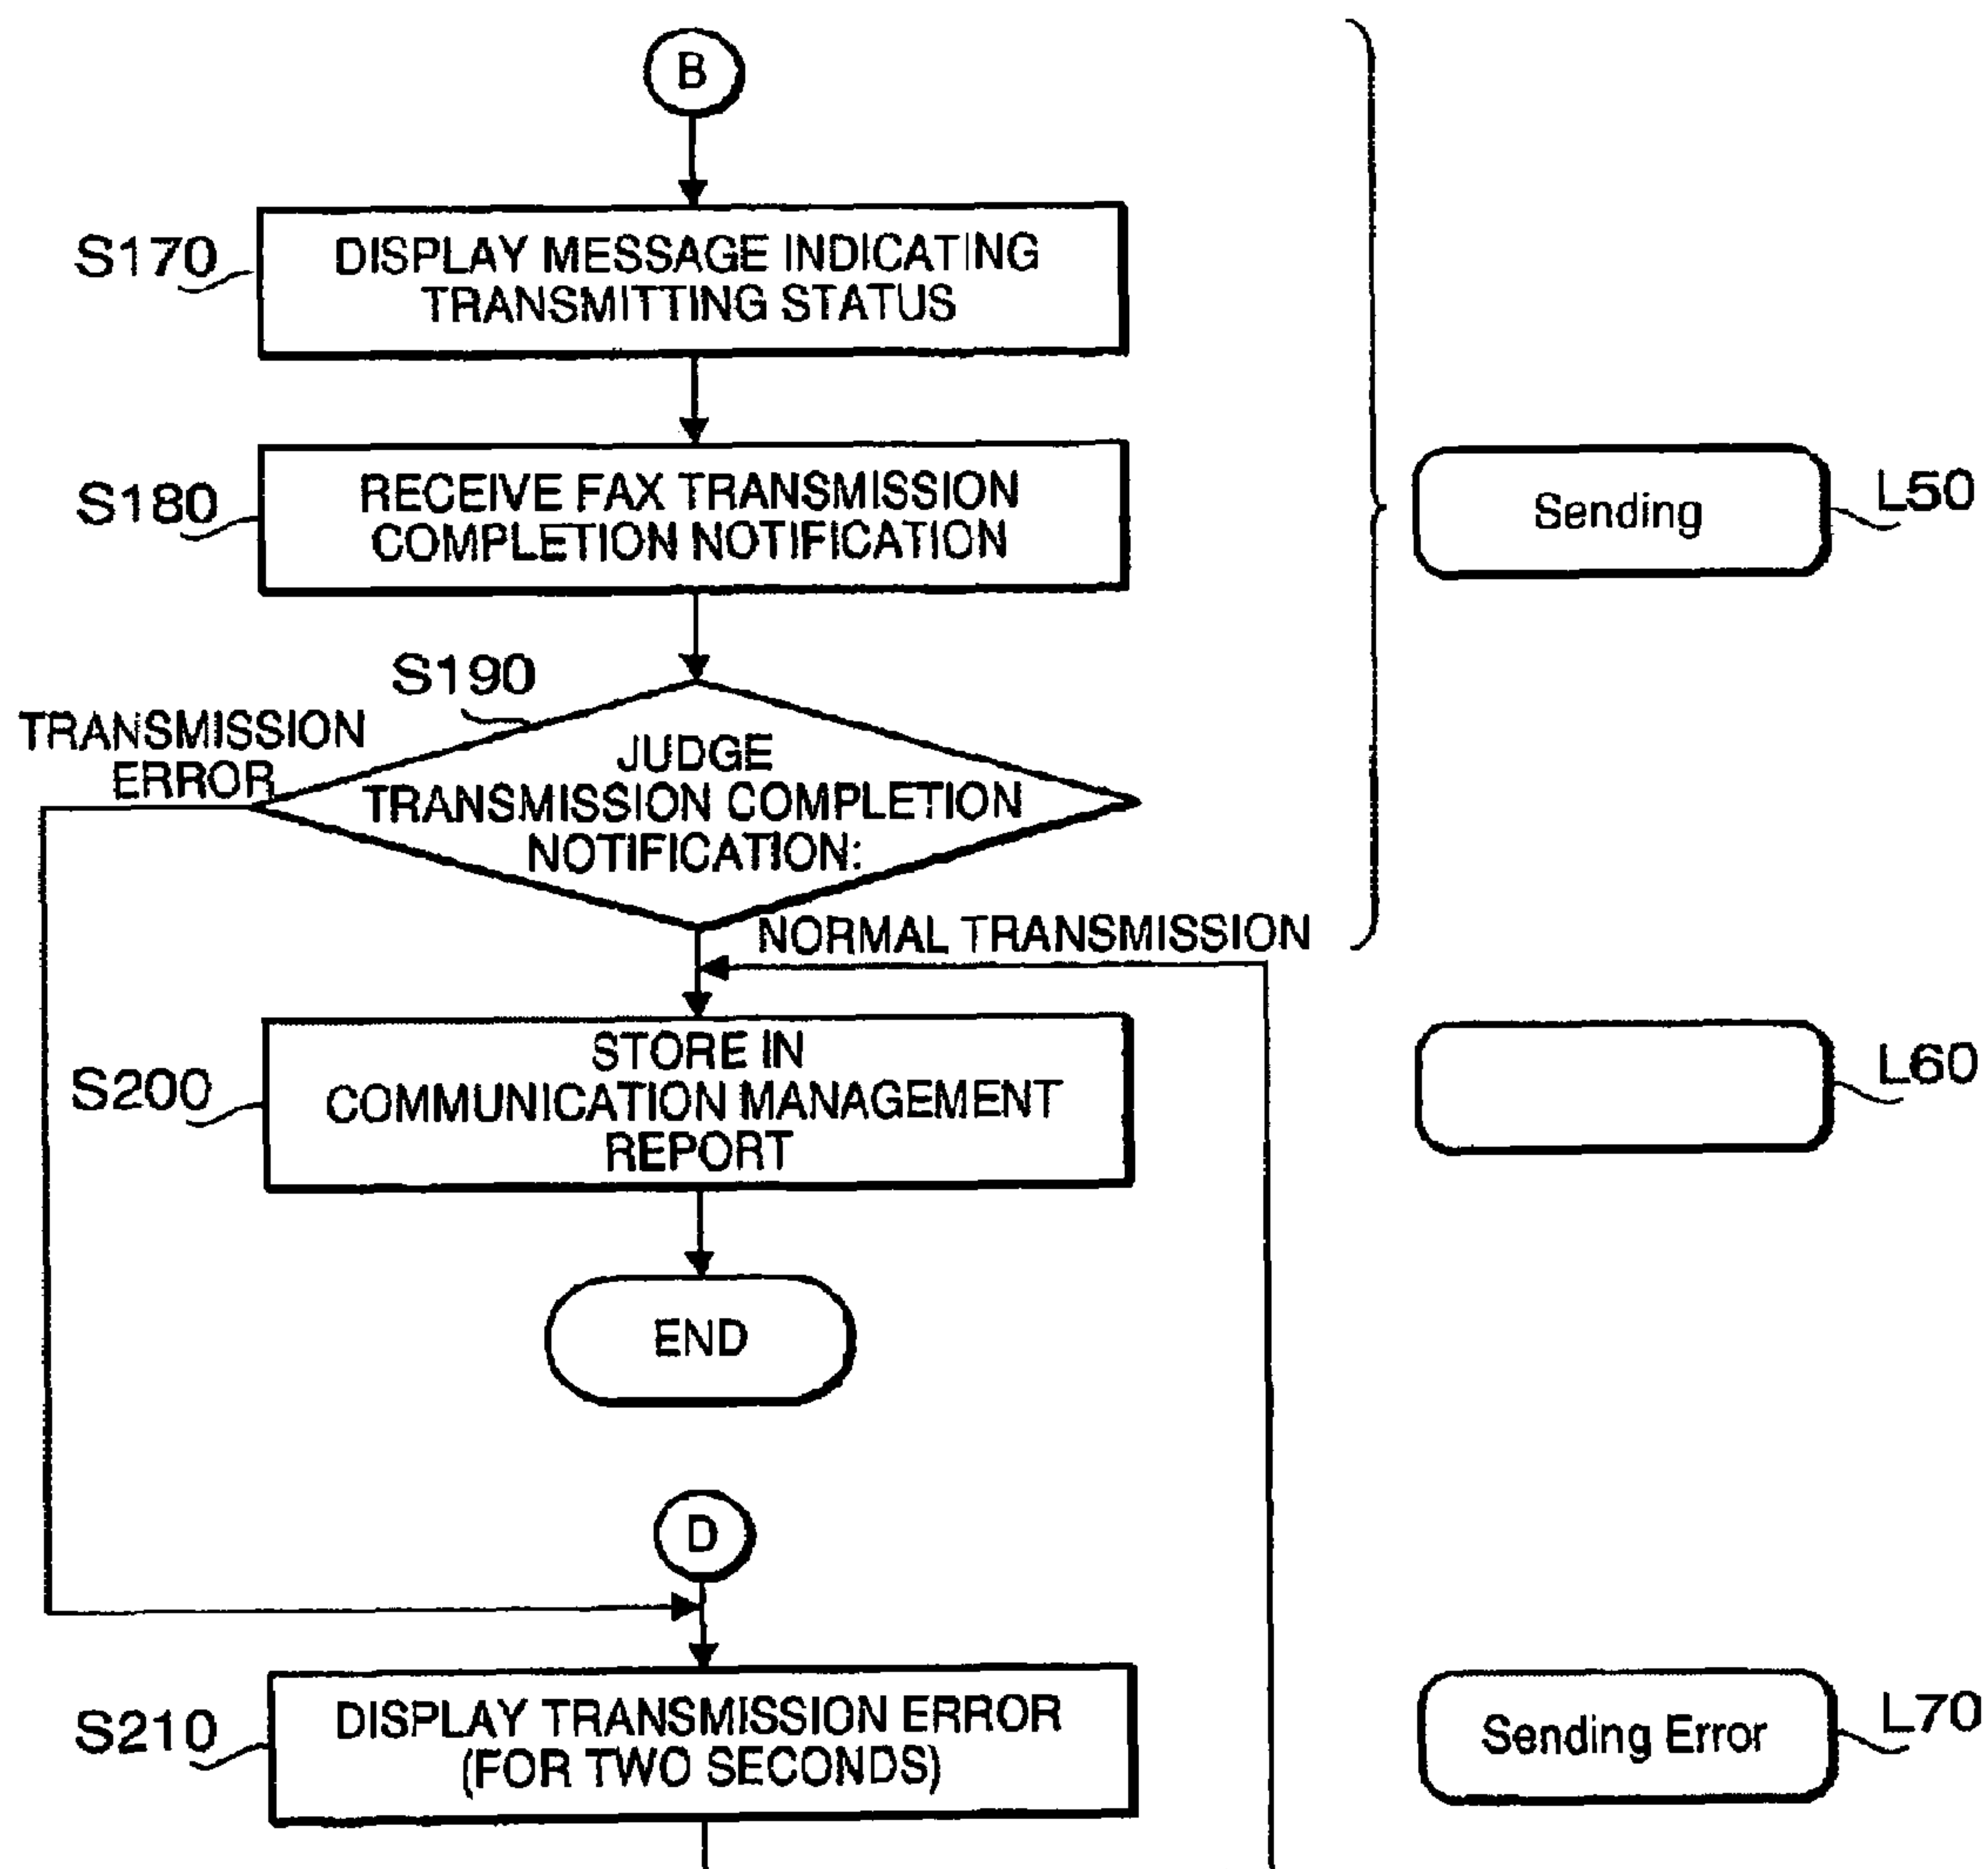 B
S170
DISPLAY MESSAGE INDICATING
TRANSMITTING STATUS
S180
RECEIVE FAX TRANSMISSION
COMPLETION NOTIFICATION
Sending
L50
S190
TRANSMISSION
ERROR
JUDGE
TRANSMISSION COMPLETION
NOTIFICATION:
NORMAL TRANSMISSION
S200
STORE IN
COMMUNICATION MANAGEMENT
REPORT
L60
END
D
S210
DISPLAY TRANSMISSION ERROR
(FOR TWO SECONDS)
Sending Error
L70